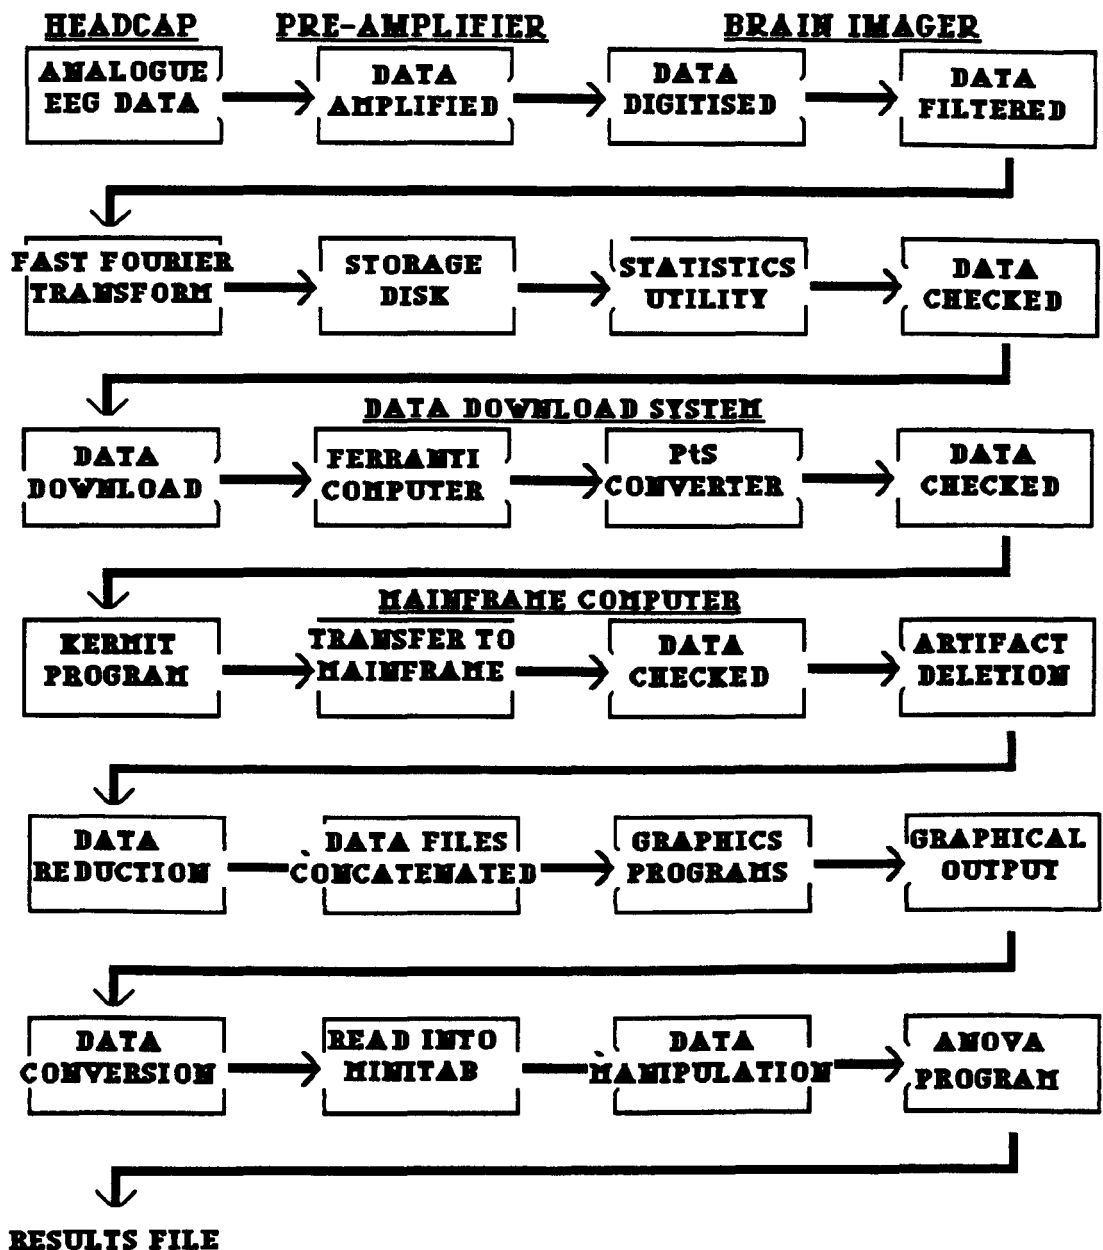 HEADCAP
PRE-AMPLIFIER
BRAIN IMAGER
ANALOGUE
EEG DATA
DATA
AMPLIFIED
DATA
DIGITISED
DATA
FILTERED
FAST FOURIER
TRANSFORM
STORAGE
DISK
STATISTICS
UTILITY
DATA
CHECKED
DATA DOWNLOAD SYSTEM
DATA
DOWNLOAD
FERRANTI
COMPUTER
PtS
CONVERTER
DATA
CHECKED
MAINFRAME COMPUTER
KERMIT
PROGRAM
TRANSFER TO
MAINFRAME
DATA
CHECKED
ARTIFACT
DELETION
DATA
REDUCTION
DATA FILES
CONCATENATED
GRAPHICS
PROGRAMS
GRAPHICAL
OUTPUT
DATA
CONVERSION
READ INTO
MINITAB
DATA
MANIPULATION
ANOVA
PROGRAM
RESULTS FILE